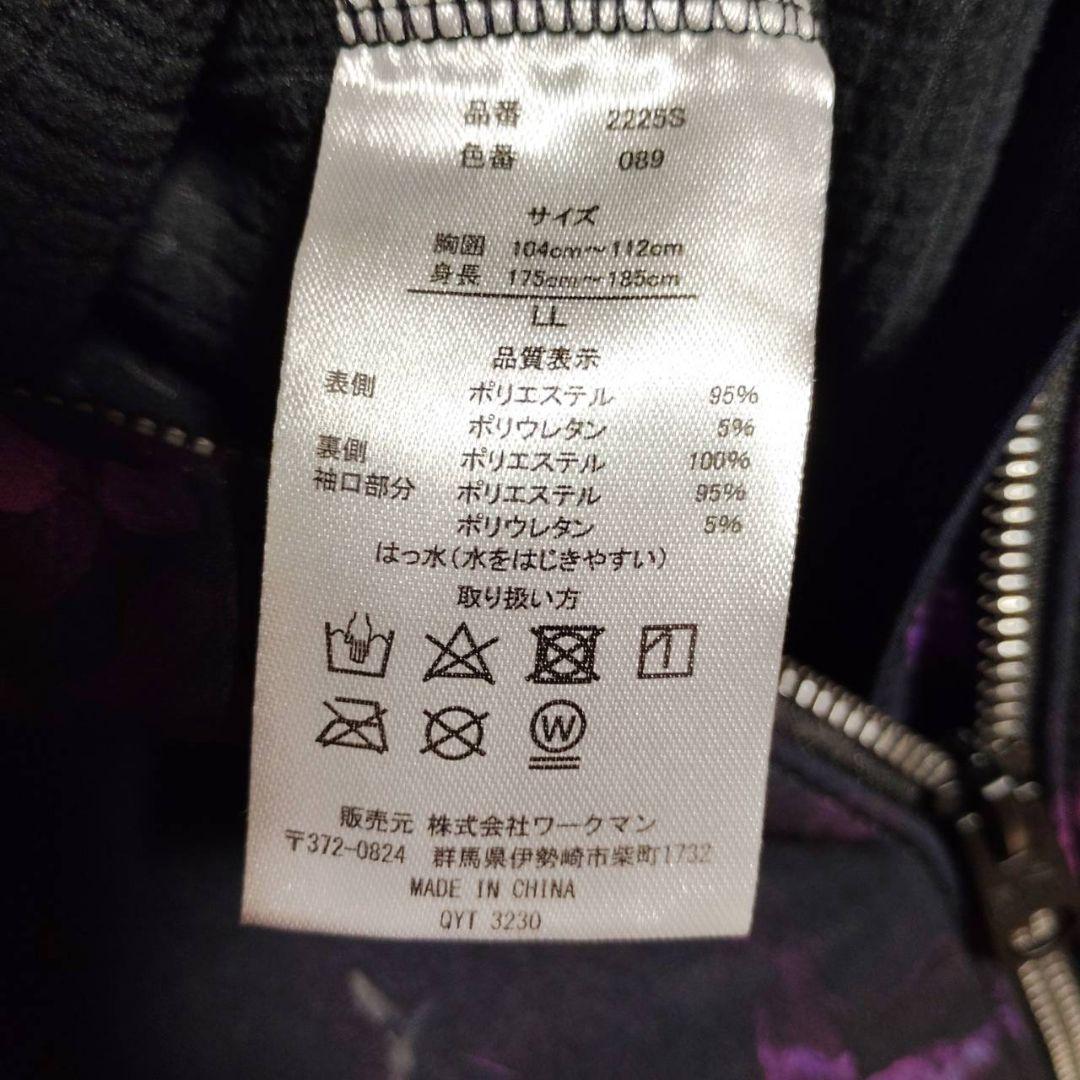 品番 2225S
色番 089
サイズ
胸囲 104cm～112cm
身長 175cm～185cm
LL
品質表示
表側 ポリエステル 95%
ポリウレタン 5%
裏側 ポリエステル 100%
袖口部分 ポリエステル 95%
ポリウレタン 5%
はっ水(水をはじきやすい)
取り扱い方
W
販売元 株式会社ワークマン
〒372-0824 群馬県伊勢崎市柴町1732
MADE IN CHINA
QYT 3230